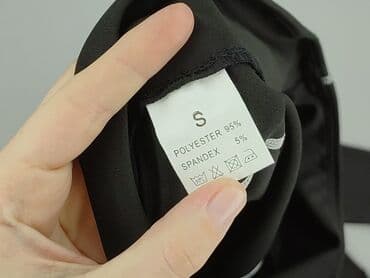 S
POLYESTER 95%
SPANDEX 5%